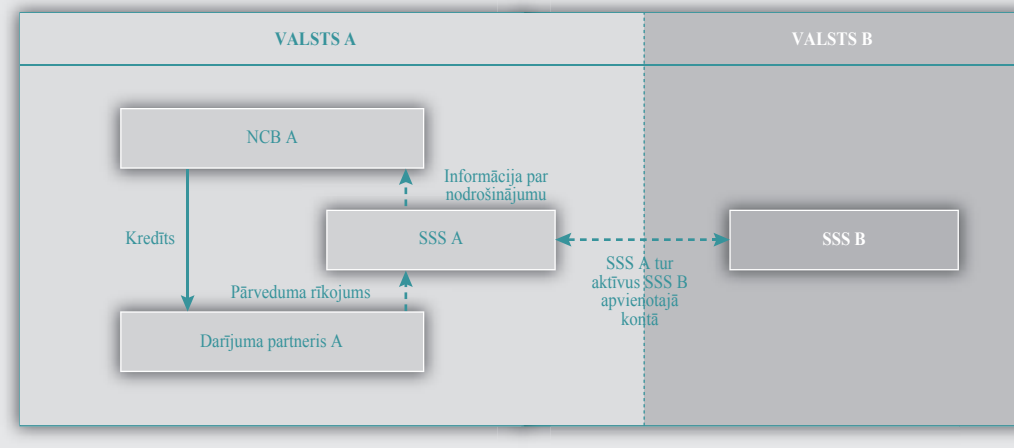 VALSTS A
VALSTS B
NCB A
Informācija par
nodrošinājumu
Kredīts
SSS A
SSS B
SSS A tur
aktīvus SSS B
apvienotajā
kontā
Pārveduma rīkojums
Darījuma partneris A